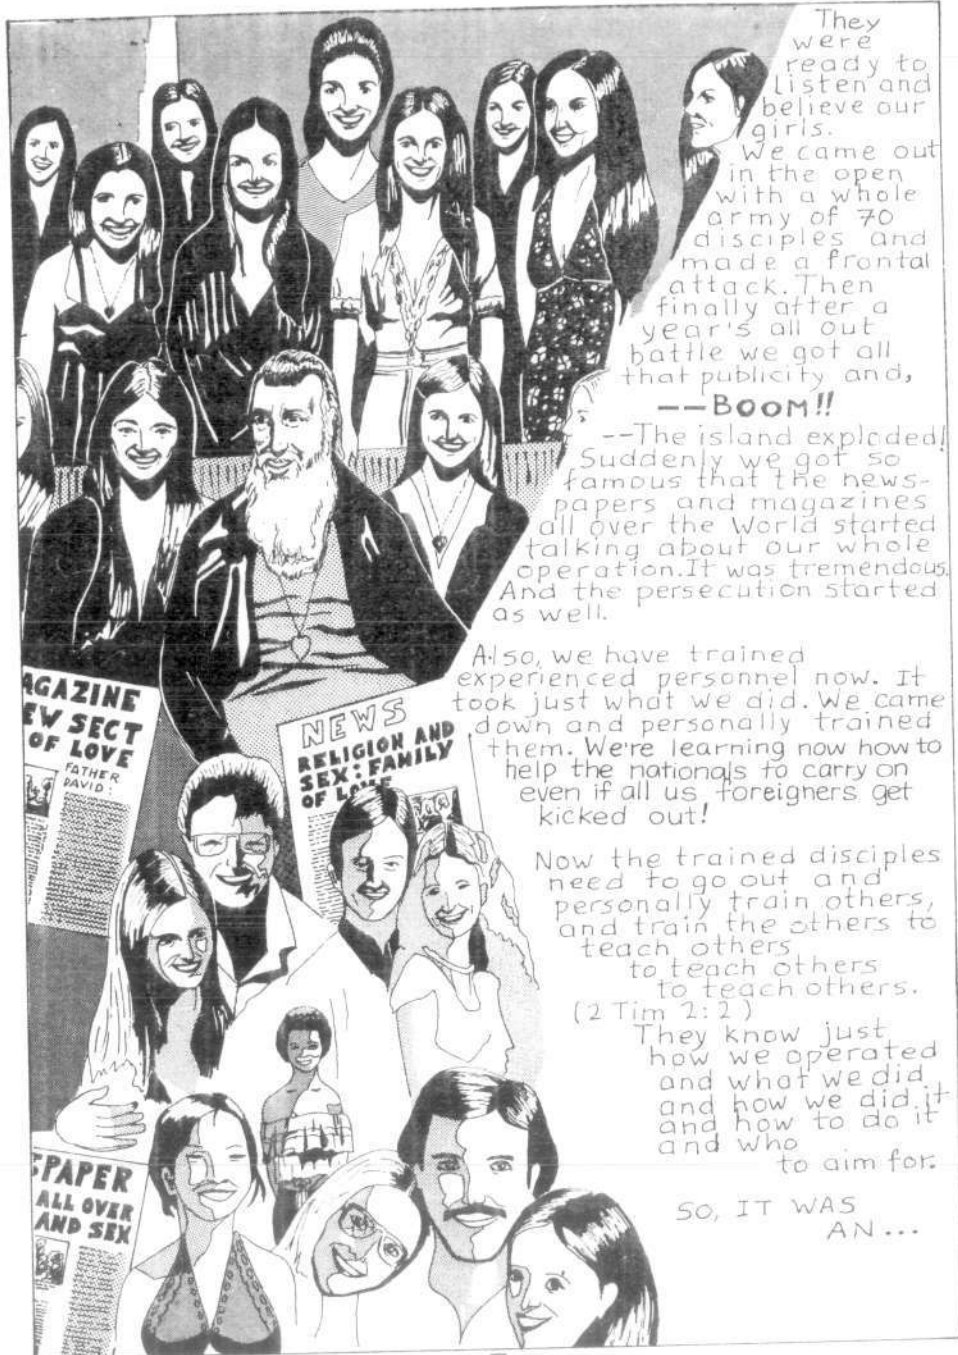 They
were
ready to
listen and
believe our
girls.
We came out
in the open
with a whole
army of 70
disciples and
made a frontal
attack. Then
finally after a
year's all out
battle we got all
that publicity and,
--BOOM!!
--The island exploded!
Suddenly we got so
famous that the news-
papers and magazines
all over the World started
talking about our whole
operation. It was tremendous.
And the persecution started
as well.
Also, we have trained
experienced personnel now. It
took just what we did. We came
down and personally trained
them. We're learning now how to
help the nationals to carry on
even if all us foreigners get
kicked out!
Now the trained disciples
need to go out and
personally train others,
and train the others to
teach others
to teach others
to teach others.
(2 Tim 2:2)
They know just
how we operated
and what we did
and how we did it
and how to do it
and who
to aim for.
SO, IT WAS
AN...
AGAZINE
EW SECT
OF LOVE
FATHER
DAVID:
NEWS
RELIGION AND
SEX: FAMILY
OF LOVE
SPAPER
ALL OVER
AND SEX